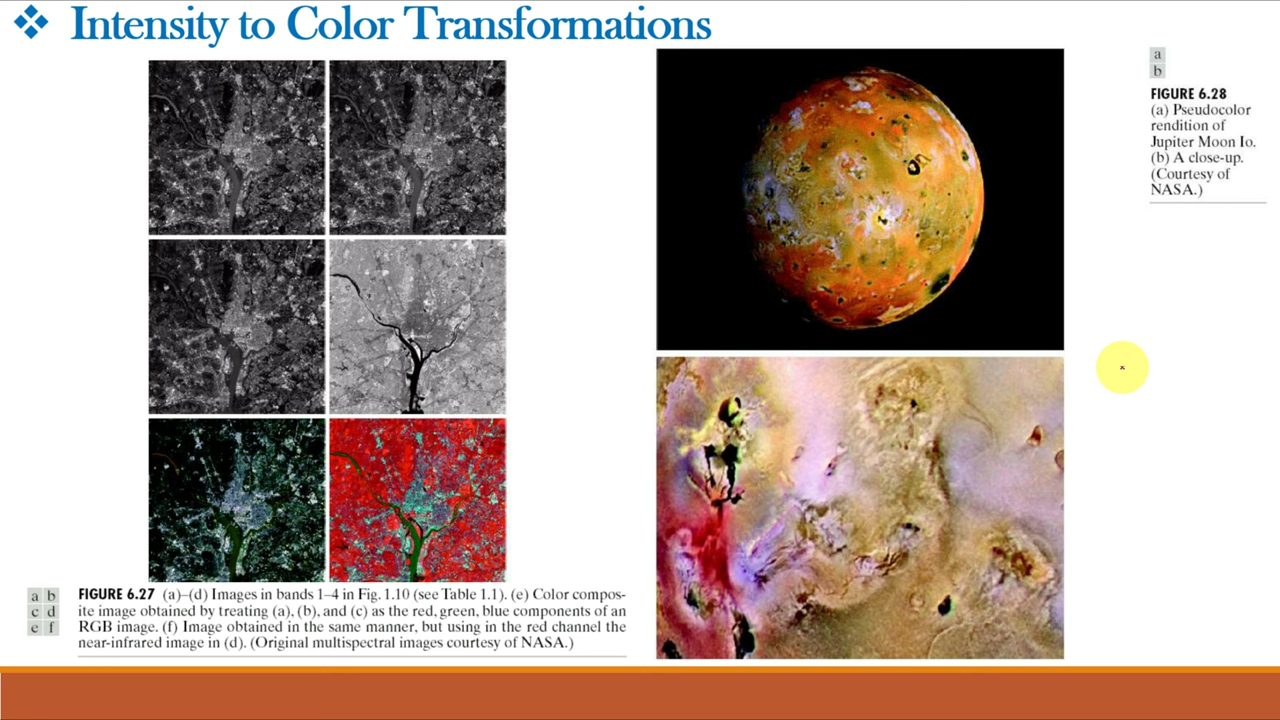 Intensity to Color Transformations
a b
c d
e f
FIGURE 6.27 (a)–(d) Images in bands 1–4 in Fig. 1.10 (see Table 1.1). (e) Color compos-
ite image obtained by treating (a), (b), and (c) as the red, green, blue components of an
RGB image. (f) Image obtained in the same manner, but using in the red channel the
near-infrared image in (d). (Original multispectral images courtesy of NASA.)
a
b
FIGURE 6.28
(a) Pseudocolor
rendition of
Jupiter Moon Io.
(b) A close-up.
(Courtesy of
NASA.)